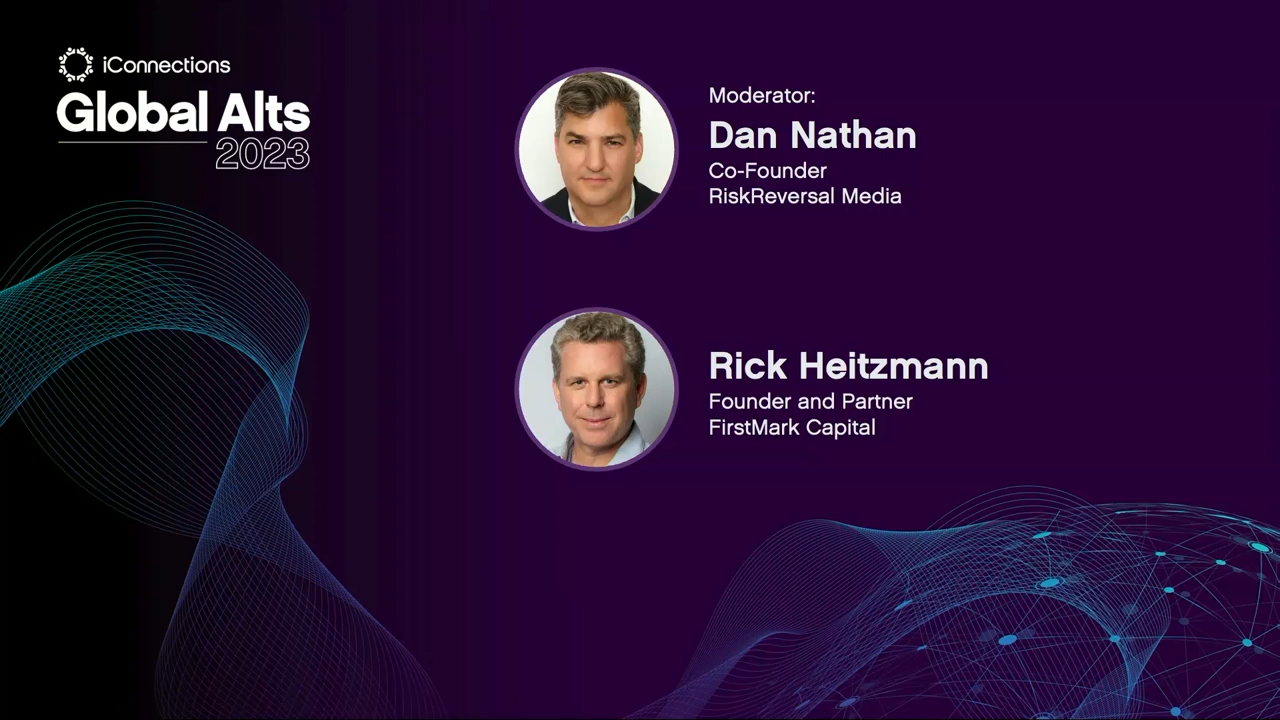 iConnections
Global Alts
2023
Moderator:
Dan Nathan
Co-Founder
RiskReversal Media
Rick Heitzmann
Founder and Partner
FirstMark Capital